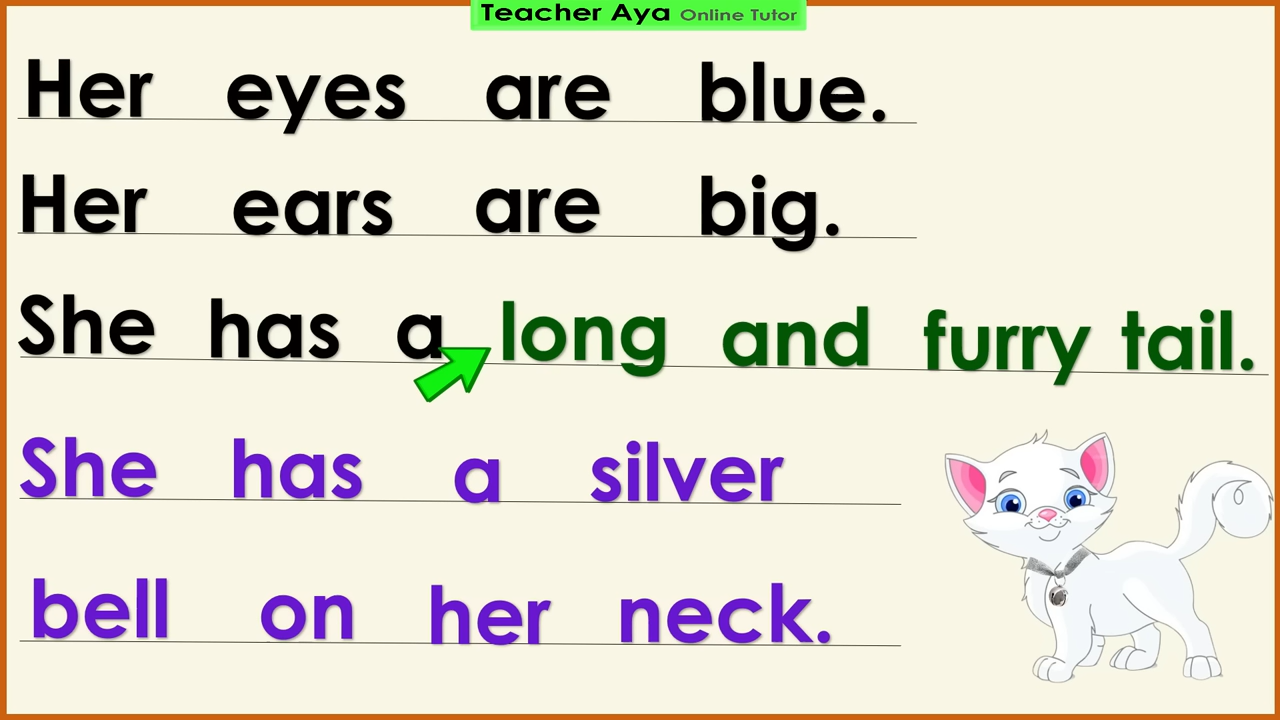 Teacher Aya Online Tutor
Her eyes are blue.
Her ears are big.
She has a long and furry tail.
She has a silver
bell on her neck.